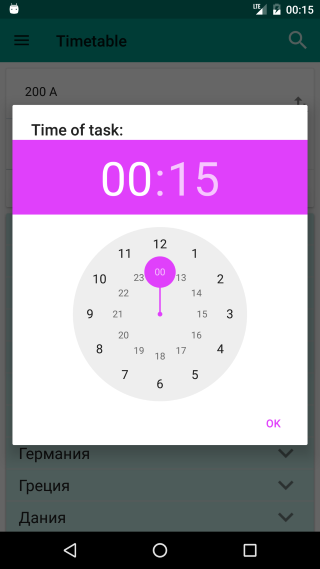 LTE 00:15
Timetable
200 A
Time of task:
00:15
12
11 1
00
23 13
10 2
22 14
9 21 15 3
20 16
8 4
19 17
18
7 5
6
OK
Германия
Греция
Дания